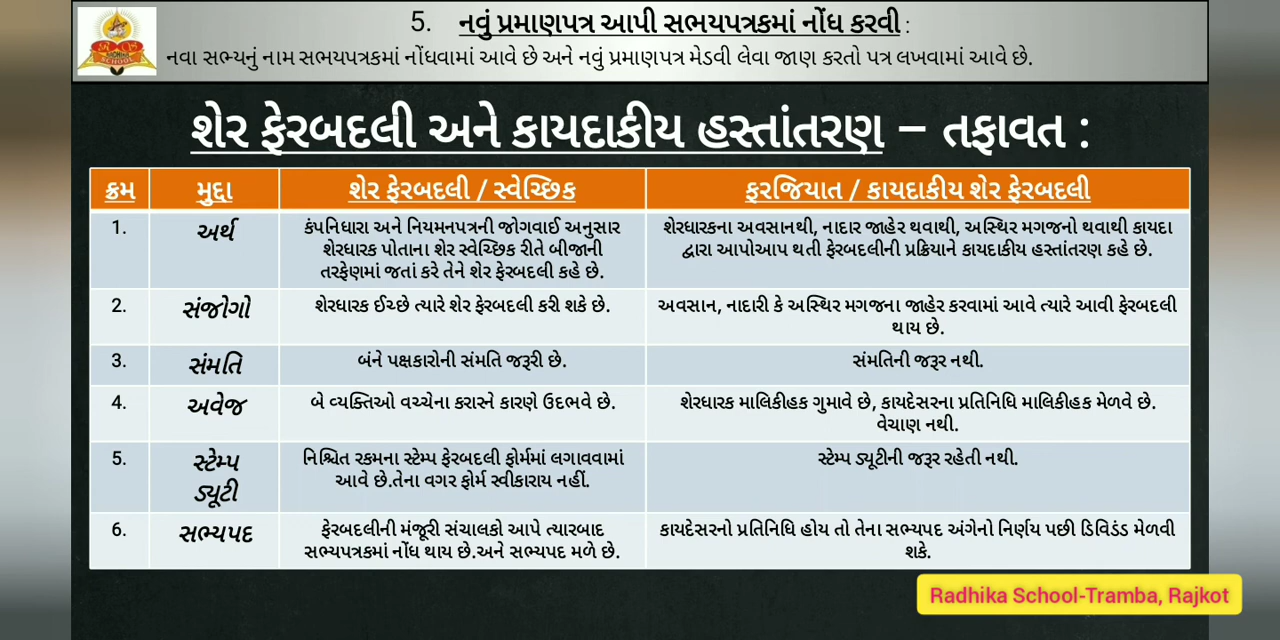 5. નવું પ્રમાણપત્ર આપી સભયપત્રકમાં નોંધ કરવી :
નવા સભ્યનું નામ સભયપત્રકમાં નોંધવામાં આવે છે અને નવું પ્રમાણપત્ર મેડવી લેવા જાણ કરતો પત્ર લખવામાં આવે છે.
શેર ફેરબદલી અને કાયદાકીય હસ્તાંતરણ – તફાવત :
ક્રમ મુદ્દા શેર ફેરબદલી / સ્વેચ્છિક ફરજિયાત / કાયદાકીય શેર ફેરબદલી
1. અર્થ કંપનિધારા અને નિયમનપત્રની જોગવાઈ અનુસાર
શેરધારક પોતાના શેર સ્વેચ્છિક રીતે બીજાની
તરફેણમાં જતાં કરે તેને શેર ફેરબદલી કહે છે.
શેરધારકના અવસાનથી, નાદાર જાહેર થવાથી, અસ્થિર મગજનો થવાથી કાયદા
દ્વારા આપોઆપ થતી ફેરબદલીની પ્રક્રિયાને કાયદાકીય હસ્તાંતરણ કહે છે.
2. સંજોગો શેરધારક ઈચ્છે ત્યારે શેર ફેરબદલી કરી શકે છે.
અવસાન, નાદારી કે અસ્થિર મગજના જાહેર કરવામાં આવે ત્યારે આવી ફેરબદલી
થાય છે.
3. સંમતિ બંને પક્ષકારોની સંમતિ જરૂરી છે. સંમતિની જરૂર નથી.
4. અવેજ બે વ્યક્તિઓ વચ્ચેના કરારને કારણે ઉદભવે છે.
શેરધારક માલિકીહક ગુમાવે છે, કાયદેસરના પ્રતિનિધિ માલિકીહક મેળવે છે.
વેચાણ નથી.
5. સ્ટેમ્પ
ડ્યૂટી
નિશ્ચિત રકમના સ્ટેમ્પ ફેરબદલી ફોર્મમાં લગાવવામાં
આવે છે.તેના વગર ફોર્મ સ્વીકારાય નહીં.
સ્ટેમ્પ ડ્યૂટીની જરૂર રહેતી નથી.
6. સભ્યપદ ફેરબદલીની મંજૂરી સંચાલકો આપે ત્યારબાદ
સભ્યપત્રકમાં નોંધ થાય છે.અને સભ્યપદ મળે છે.
કાયદેસરનો પ્રતિનિધિ હોય તો તેના સભ્યપદ અંગેનો નિર્ણય પછી ડિવિડંડ મેળવી
શકે.
Radhika School-Tramba, Rajkot